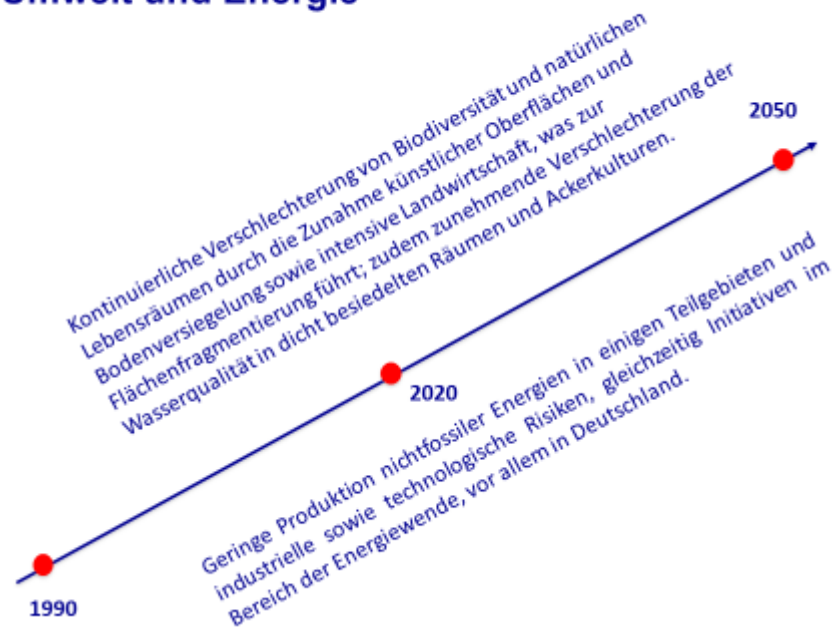 Umwelt und Energie
Kontinuierliche Verschlechterung von Biodiversität und natürlichen
Lebensräumen durch die Zunahme künstlicher Oberflächen und
Bodenversiegelung sowie intensive Landwirtschaft, was zur
Flächenfragmentierung führt; zudem zunehmende Verschlechterung der
Wasserqualität in dicht besiedelten Räumen und Ackerkulturen.
2050
2020
Geringe Produktion nichtfossiler Energien in einigen Teilgebieten und
industrielle sowie technologische Risiken, gleichzeitig Initiativen im
Bereich der Energiewende, vor allem in Deutschland.
1990